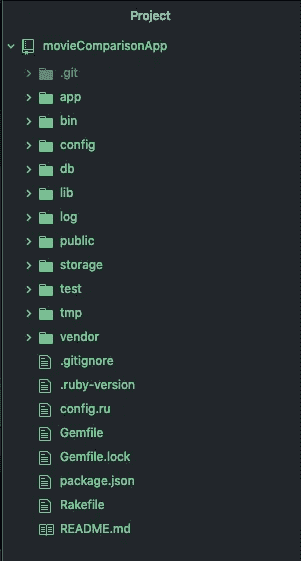 Project
movieComparisonApp
.git
app
bin
config
db
lib
log
public
storage
test
tmp
vendor
.gitignore
.ruby-version
config.ru
Gemfile
Gemfile.lock
package.json
Rakefile
README.md